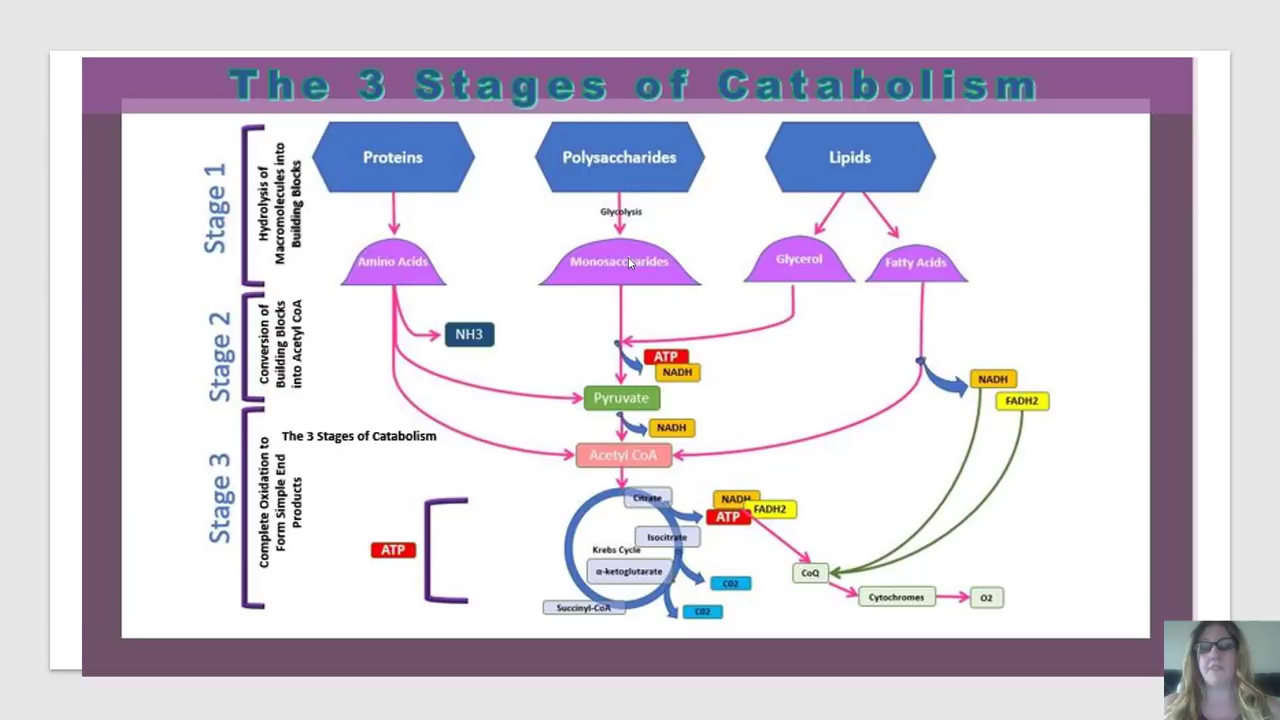 The 3 Stages of Catabolism
Stage 1
Hydrolysis of
Macromolecules into
Building Blocks
Proteins
Polysaccharides
Lipids
Glycolysis
Amino Acids
Monosaccharides
Glycerol
Fatty Acids
Stage 2
Conversion of
Building Blocks
into Acetyl CoA
NH3
ATP
NADH
NADH
FADH2
Pyruvate
NADH
Stage 3
Complete Oxidation to
Form Simple End
Products
The 3 Stages of Catabolism
Acetyl CoA
Citrate
NADH
FADH2
ATP
Isocitrate
Krebs Cycle
ATP
α-ketoglutarate
CO2
CoQ
Cytochromes
O2
Succinyl-CoA
CO2